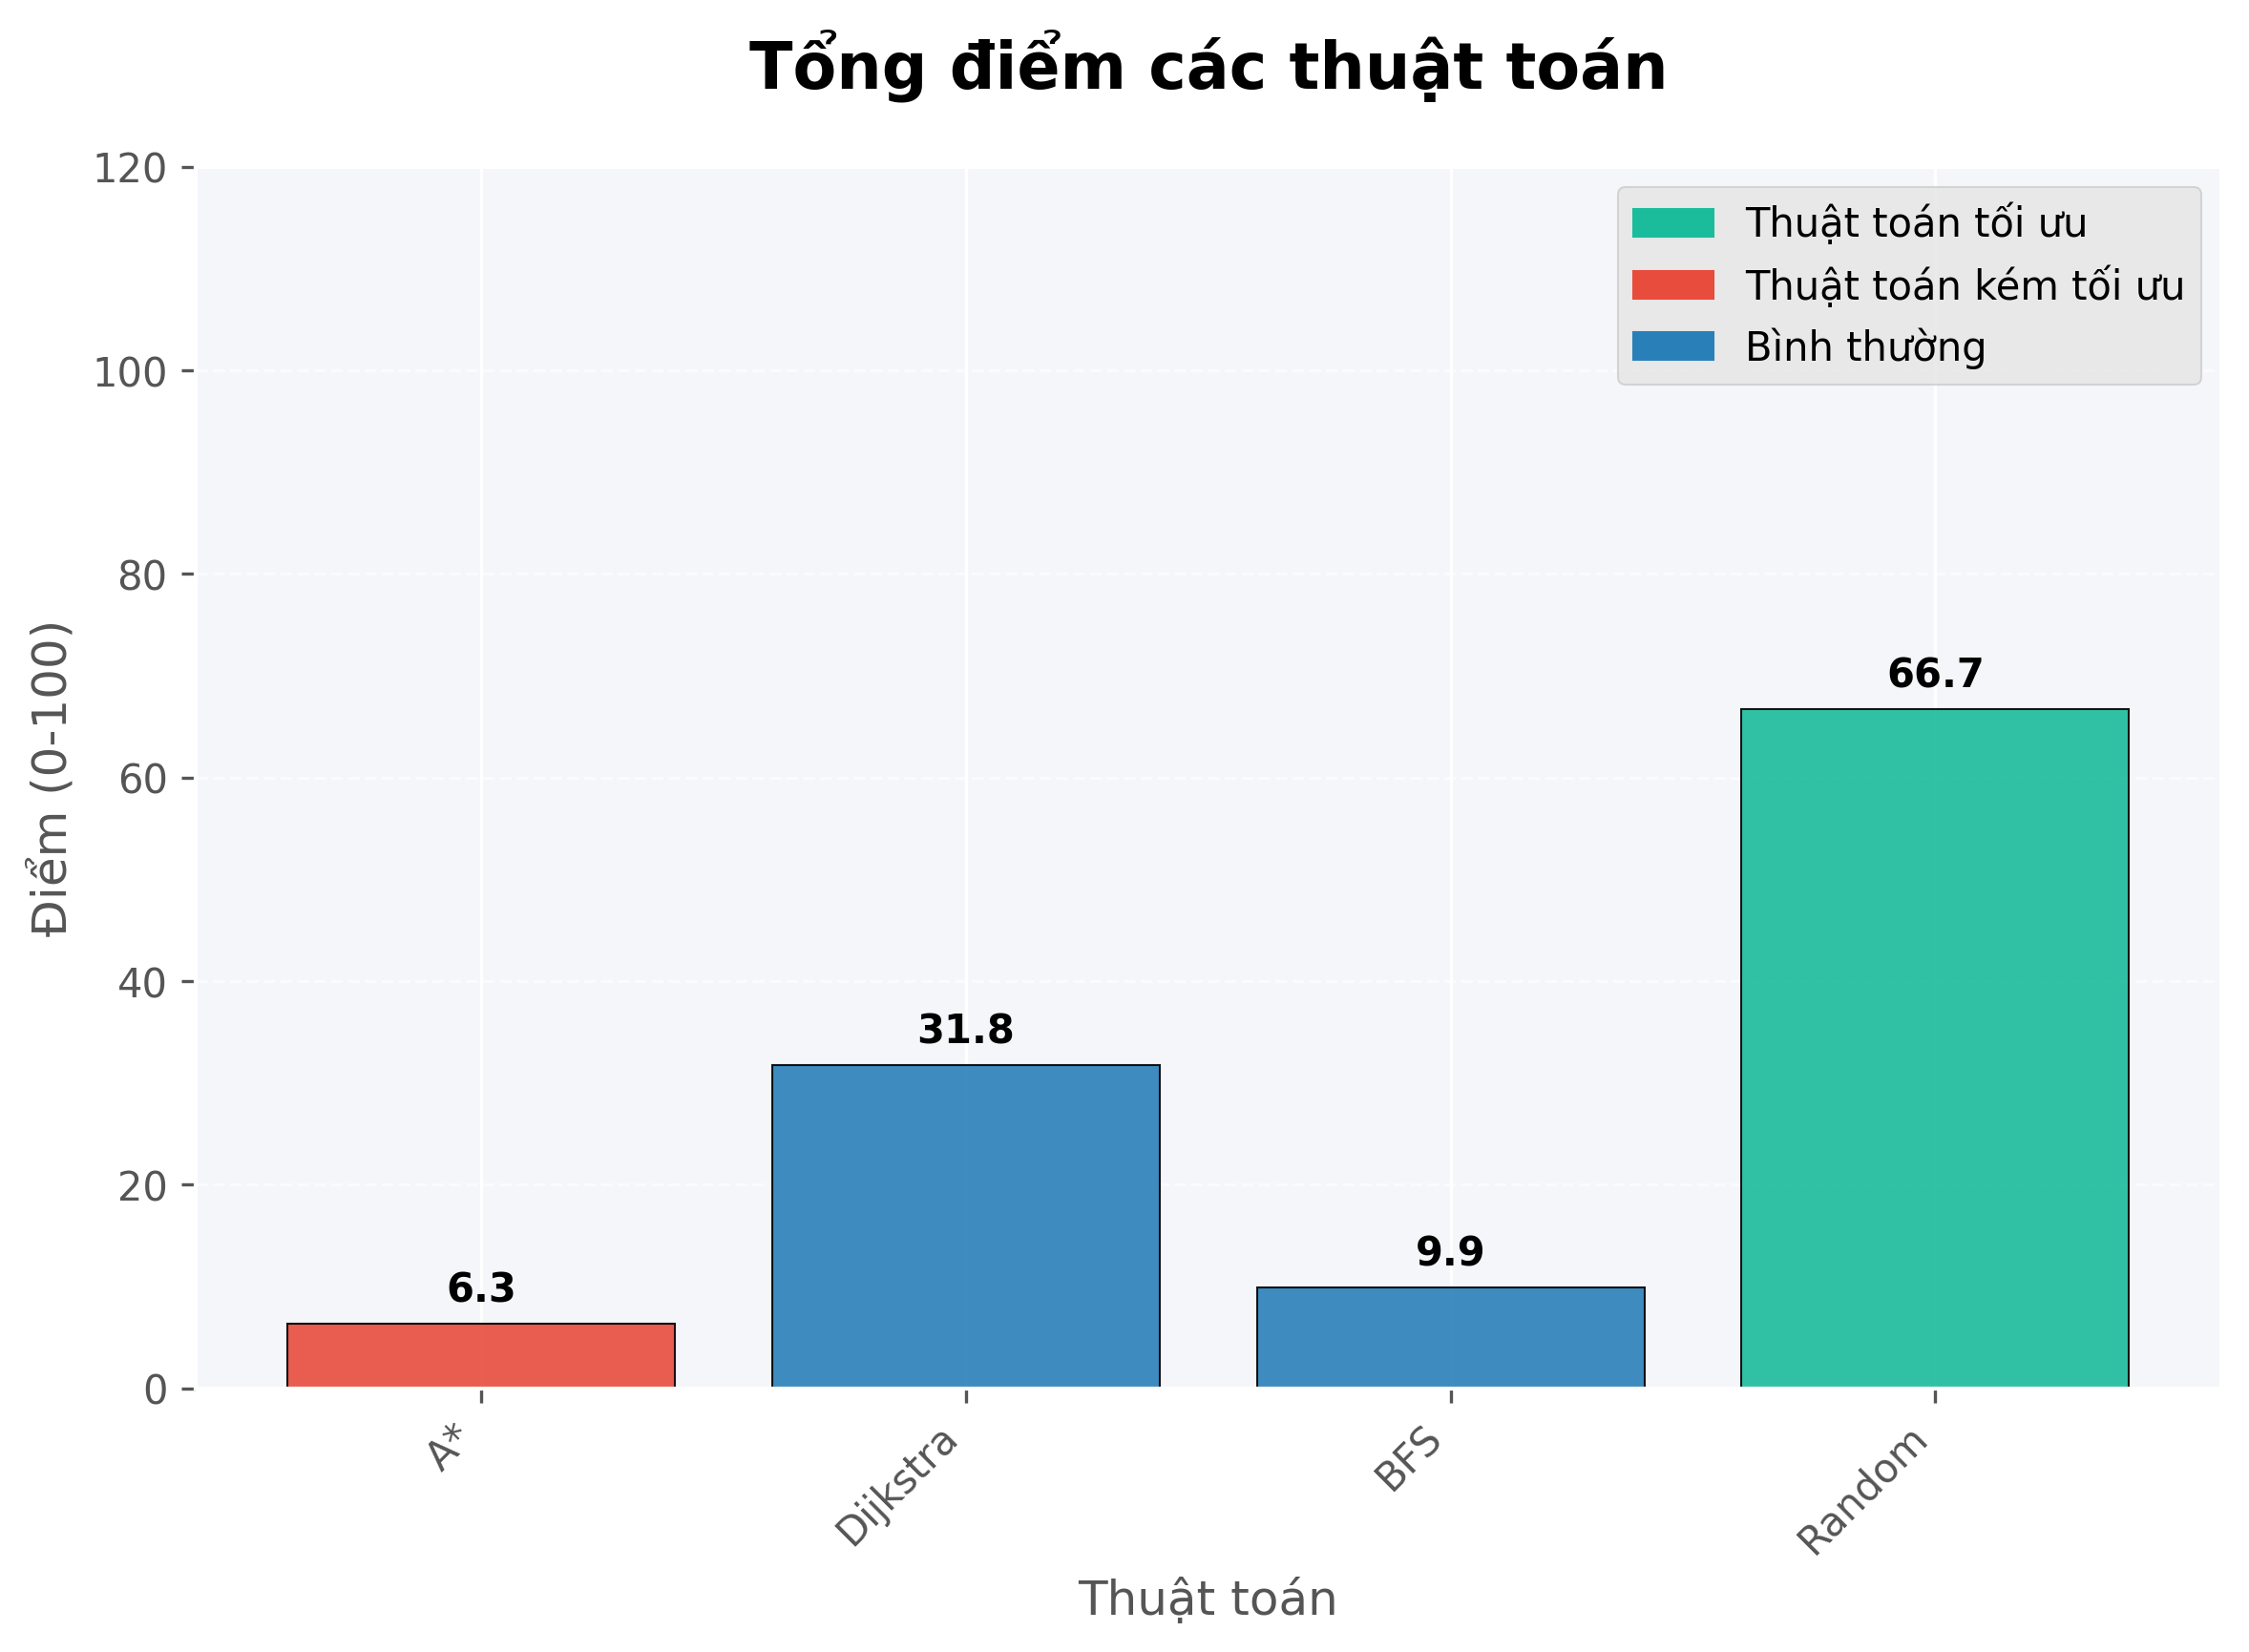 Tổng điểm các thuật toán
120
100
80
60
40
20
0
Điểm (0-100)
Thuật toán tối ưu
Thuật toán kém tối ưu
Bình thường
6.3
31.8
9.9
66.7
A*
Dijkstra
BFS
Random
Thuật toán